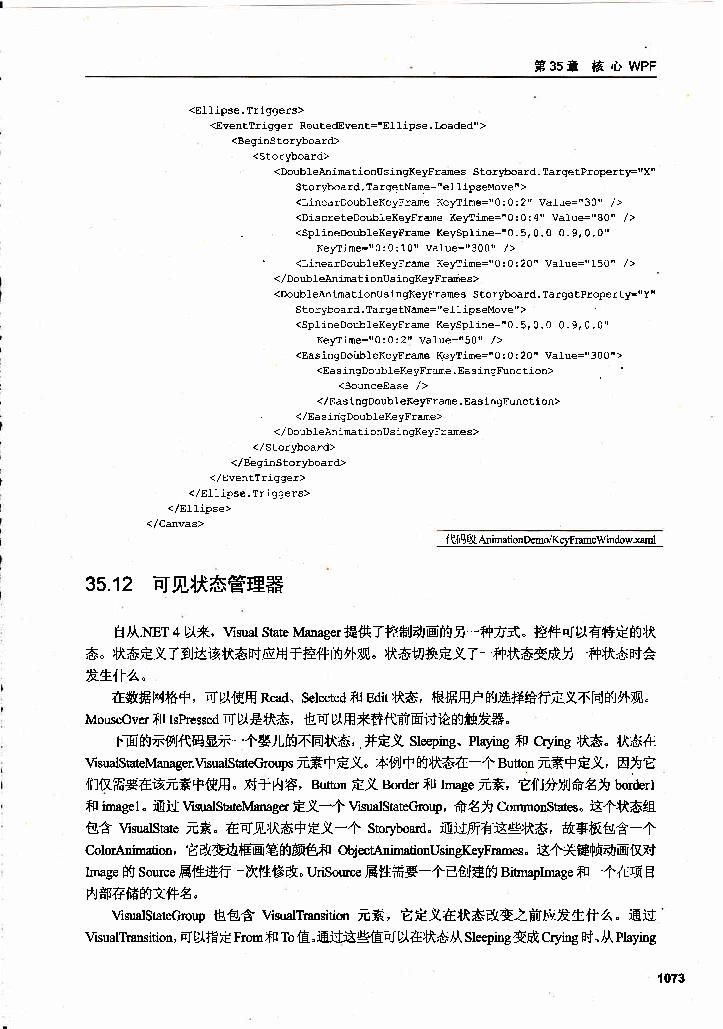 第 35 章 核 心 WPF
<Ellipse.Triggers>
<EventTrigger RoutedEvent="Ellipse.Loaded">
<BeginStoryboard>
<Storyboard>
<DoubleAnimationUsingKeyFrames Storyboard.TargetProperty="X"
Storyboard.TargetName="ellipseMove">
<LinearDoubleKeyFrame KeyTime="0:0:2" Value="30" />
<DiscreteDoubleKeyFrame KeyTime="0:0:4" Value="80" />
<SplineDoubleKeyFrame KeySpline="0.5,0.0 0.9,0.0"
KeyTime="0:0:10" Value="300" />
<LinearDoubleKeyFrame KeyTime="0:0:20" Value="150" />
</DoubleAnimationUsingKeyFrames>
<DoubleAnimationUsingKeyFrames Storyboard.TargetProperty="Y"
Storyboard.TargetName="ellipseMove">
<SplineDoubleKeyFrame KeySpline="0.5,0.0 0.9,0.0"
KeyTime="0:0:2" Value="50" />
<EasingDoubleKeyFrame KeyTime="0:0:20" Value="300">
<EasingDoubleKeyFrame.EasingFunction>
<BounceEase />
</EasingDoubleKeyFrame.EasingFunction>
</EasingDoubleKeyFrame>
</DoubleAnimationUsingKeyFrames>
</Storyboard>
</BeginStoryboard>
</EventTrigger>
</Ellipse.Triggers>
</Ellipse>
</Canvas>
代码段 AnimationDemo/KeyFrameWindow.xaml
35.12 可见状态管理器
自从.NET 4 以来，Visual State Manager 提供了控制动画的另一种方式。控件可以有特定的状
态。状态定义了到达该状态时应用于控件的外观。状态切换定义了一种状态变成另一种状态时会
发生什么。
在数据网格中，可以使用 Read、Selected 和 Edit 状态，根据用户的选择给行定义不同的外观。
MouseOver 和 IsPressed 可以是状态，也可以用来替代前面讨论的触发器。
下面的示例代码显示一个婴儿的不同状态，并定义 Sleeping、Playing 和 Crying 状态。状态在
VisualStateManager.VisualStateGroups 元素中定义。本例中的状态在一个 Button 元素中定义，因为它
们仅需要在该元素中使用。对于内容，Button 定义 Border 和 Image 元素，它们分别命名为 border1
和 image1。通过 VisualStateManager 定义一个 VisualStateGroup，命名为 CommonStates。这个状态组
包含 VisualState 元素。在可见状态中定义一个 Storyboard。通过所有这些状态，故事板包含一个
ColorAnimation，它改变边框画笔的颜色和 ObjectAnimationUsingKeyFrames。这个关键帧动画仅对
Image 的 Source 属性进行一次性修改。UriSource 属性需要一个已创建的 BitmapImage 和一个在项目
内部存储的文件名。
VisualStateGroup 也包含 VisualTransition 元素，它定义在状态改变之前应发生什么。通过
VisualTransition，可以指定 From 和 To 值。通过这些值可以在状态从 Sleeping 变成 Crying 时、从 Playing
1073